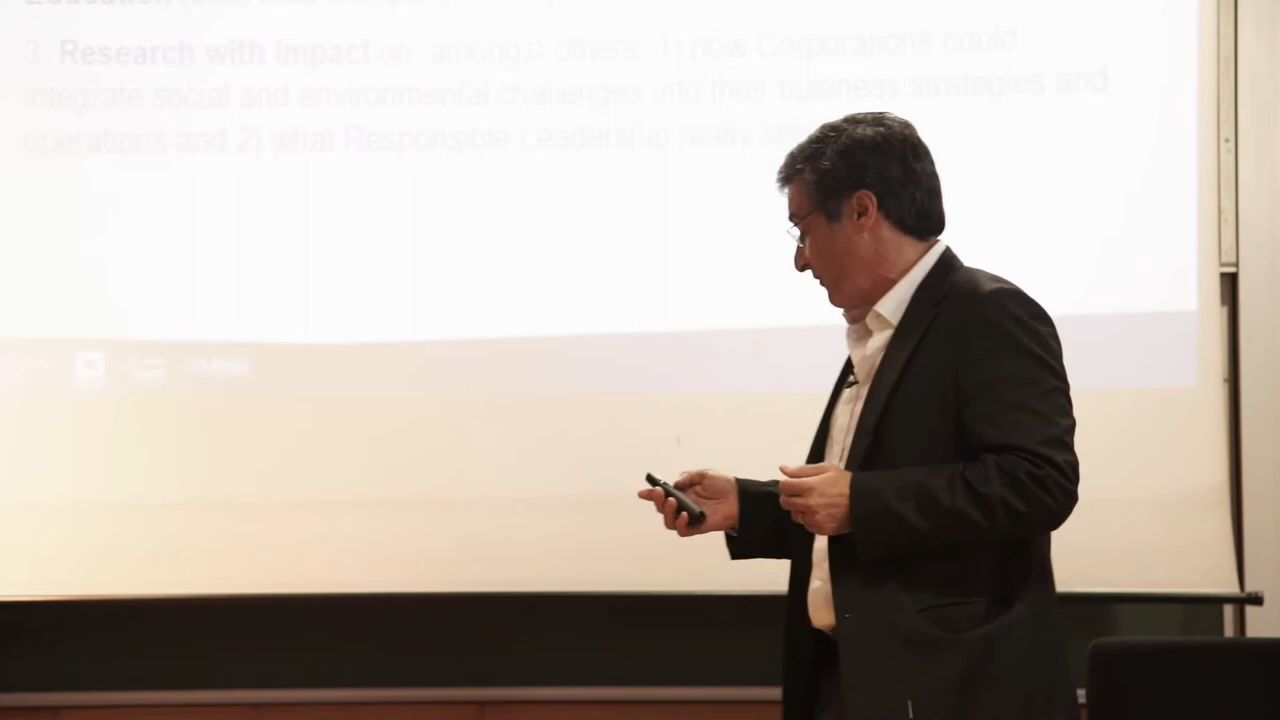 Education
3. Research with Impact on amongst others 1) how Corporations could
integrate social and environmental challenges into their business strategies and
operations and 2) what Responsible Leadership really